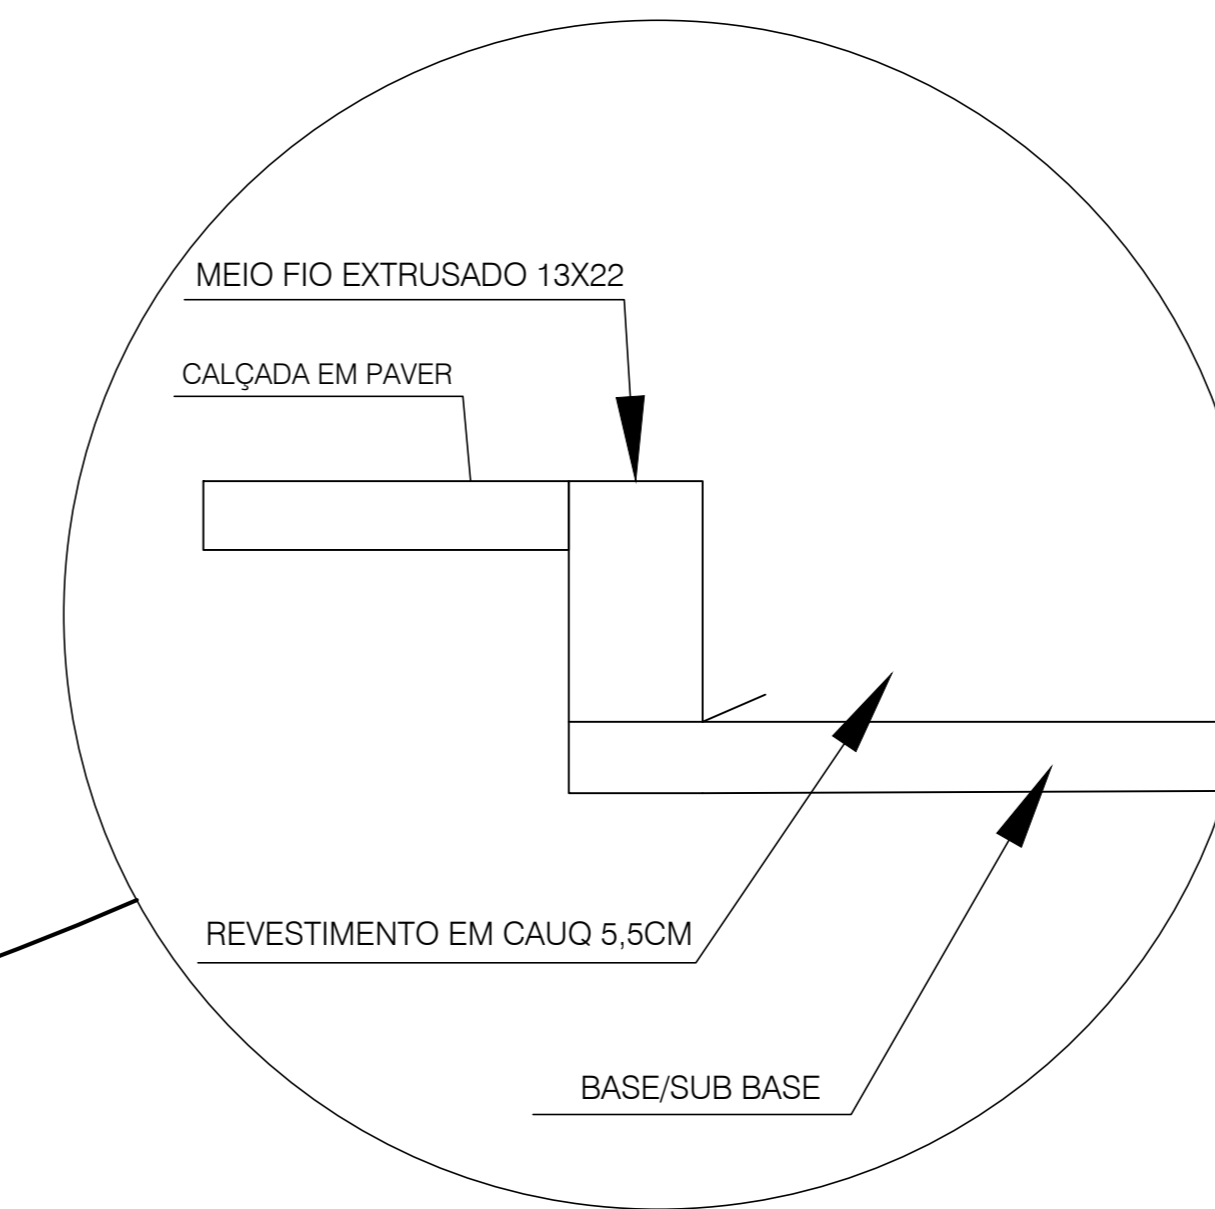 MEIO FIO EXTRUSADO 13X22
CALÇADA EM PAVER
REVESTIMENTO EM CAUQ 5,5CM
BASE/SUB BASE